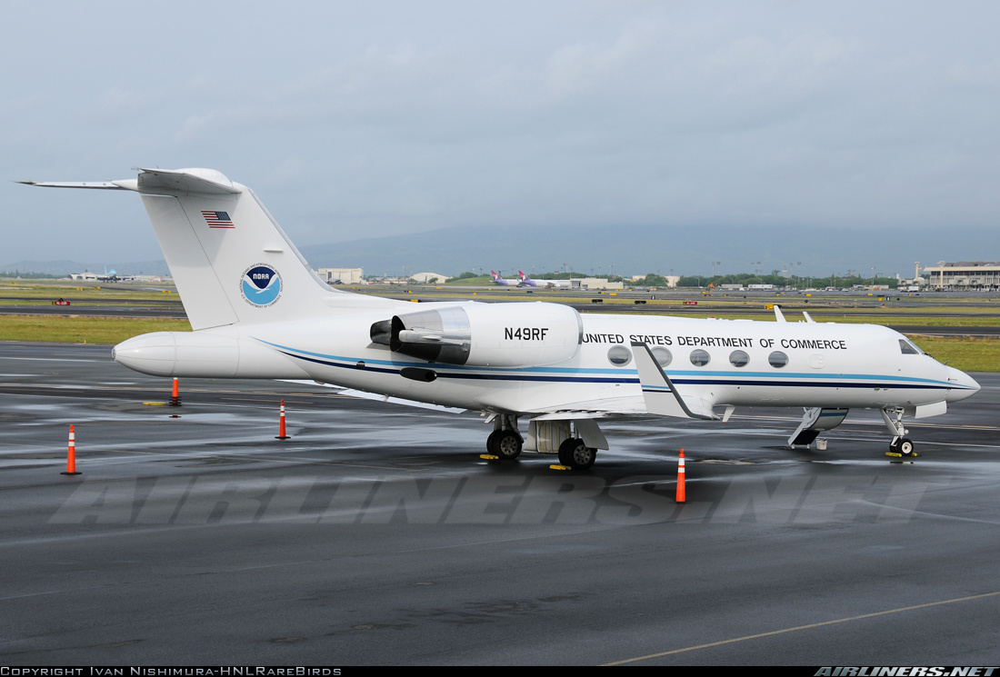 NOAA
N49RF
UNITED STATES DEPARTMENT OF COMMERCE
AIRLINERS.NET
Copyright Ivan Nishimura-HNLRareBirds
AIRLINERS.NET